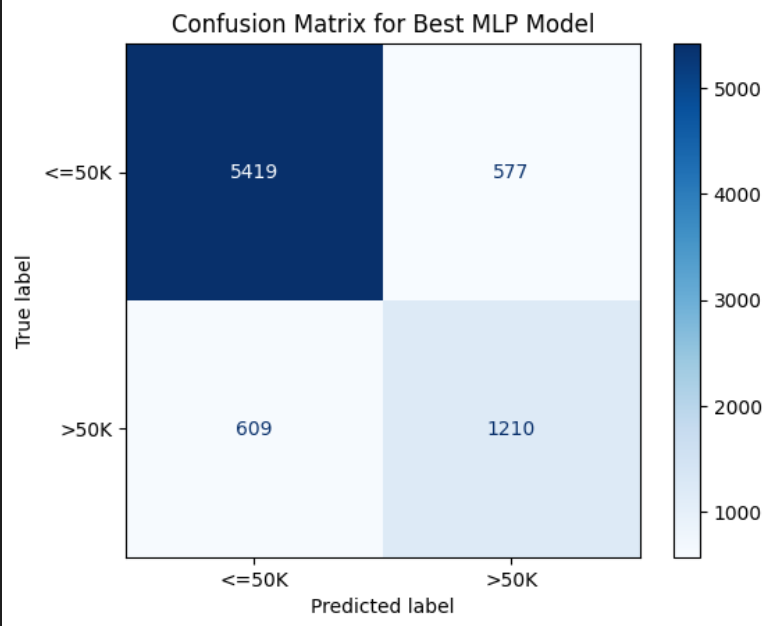 Confusion Matrix for Best MLP Model
<=50K
5419
577
>50K
609
1210
<=50K
>50K
Predicted label
True label
5000
4000
3000
2000
1000